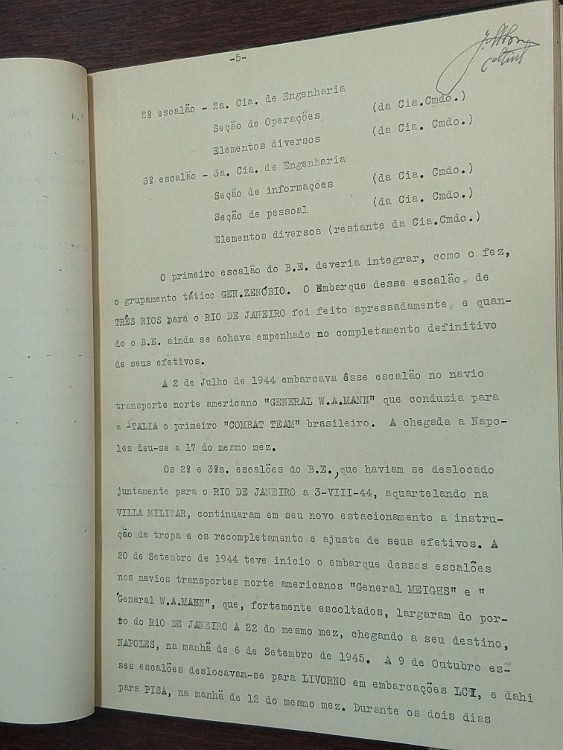 -5-
2º escalão - 2a. Cia. de Engenharia
Seção de Operações (da Cia.Cmdo.)
Elementos diversos (da Cia. Cmdo.)
3º escalão - 3a. Cia. de Engenharia
Seção de informaçoes (da Cia. Cmdo.)
Seção de pessoal (da Cia. Cmdo.)
Elementos diversos (restante da Cia.Cmdo.)
O primeiro escalão do B.E. deveria integrar, como o fez,
o grupamento tático GEN.ZENÓBIO. O Embarque desse escalão, de
TRÊS RIOS para o RIO DE JANEIRO foi feito apressadamente e quan-
do o B.E. ainda se achava empenhado no completamento definitivo
de seus efetivos.
A 2 de Julho de 1944 embarcava êsse escalão no navio
transporte norte americano "GENERAL W.A.MANN" que conduzia para
a ITALIA o primeiro "COMBAT TEAM" brasileiro. A chegada a Napo-
les deu-se a 17 do mesno mez.
Os 2º e 3ºs. escalões do B.E., que haviam se deslocado
juntamente para o RIO DE JANEIRO a 3-VIII-44, aquartelando na
VILLA MILITAR, continuaram em seu novo estacionamento a instru-
ção da tropa e os recompletamento e ajuste de seus efetivos. A
20 de Setembro de 1944 teve inicio o embarque desses escalões
nos navios transportes norte americanos "General MEIGHS" e "
General W.A.MANN", que, fortemente escoltados, largaram do por-
to do RIO DE JANEIRO A 22 do mesmo mez, chegando a seu destino,
NAPOLES, na manhã de 6 de Setembro de 1945. A 9 de Outubro es-
ses escalões deslocavam-se para LIVORNO em embarcações LCI, e dahi
para PISA, na manhã de 12 do mesmo mez. Durante os dois dias